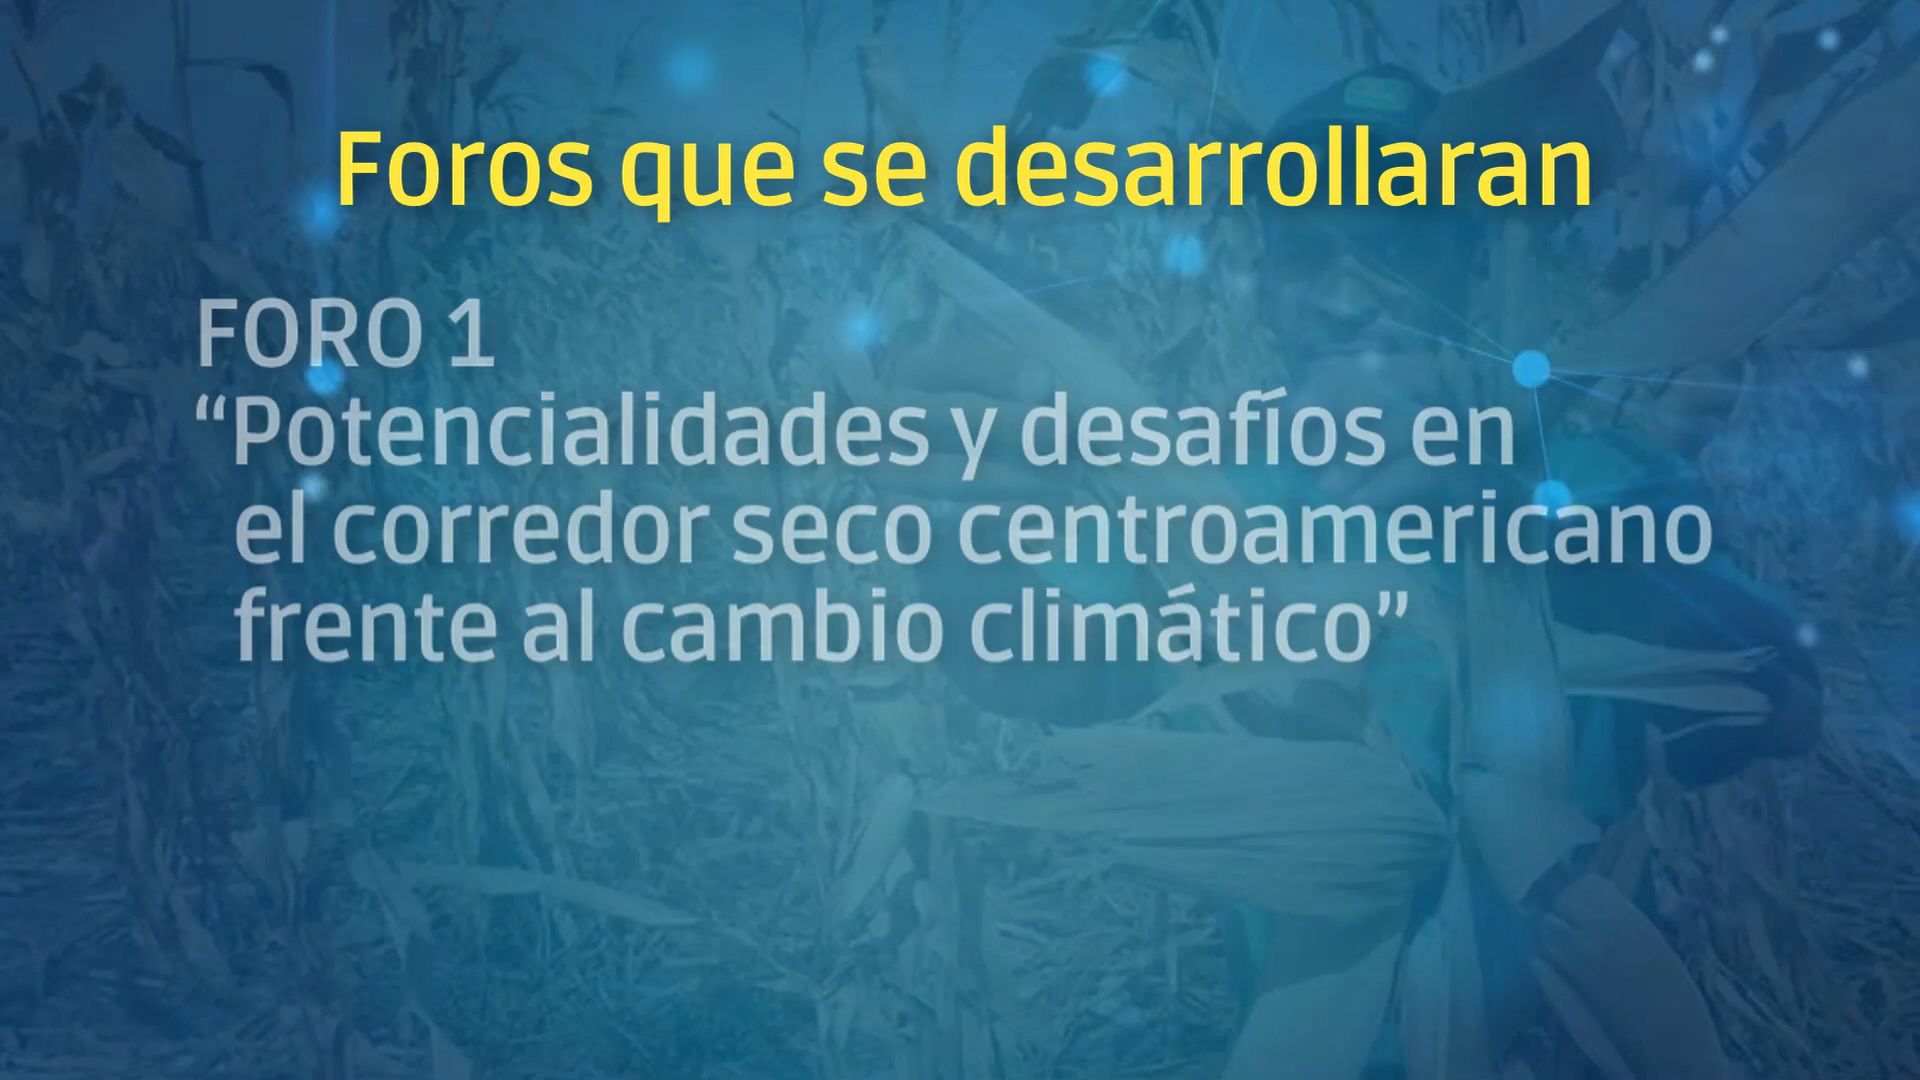 Foros que se desarrollaran
FORO 1
“Potencialidades y desafíos en
el corredor seco centroamericano
frente al cambio climático”